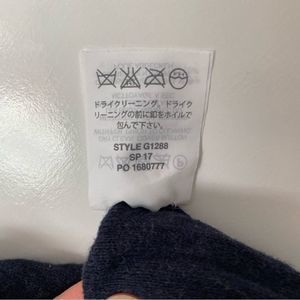 ドライクリーニング。ドライク
リーニングの前に釦をホイルで
包んで下さい。
STYLE G1288
SP 17
PO 1680777